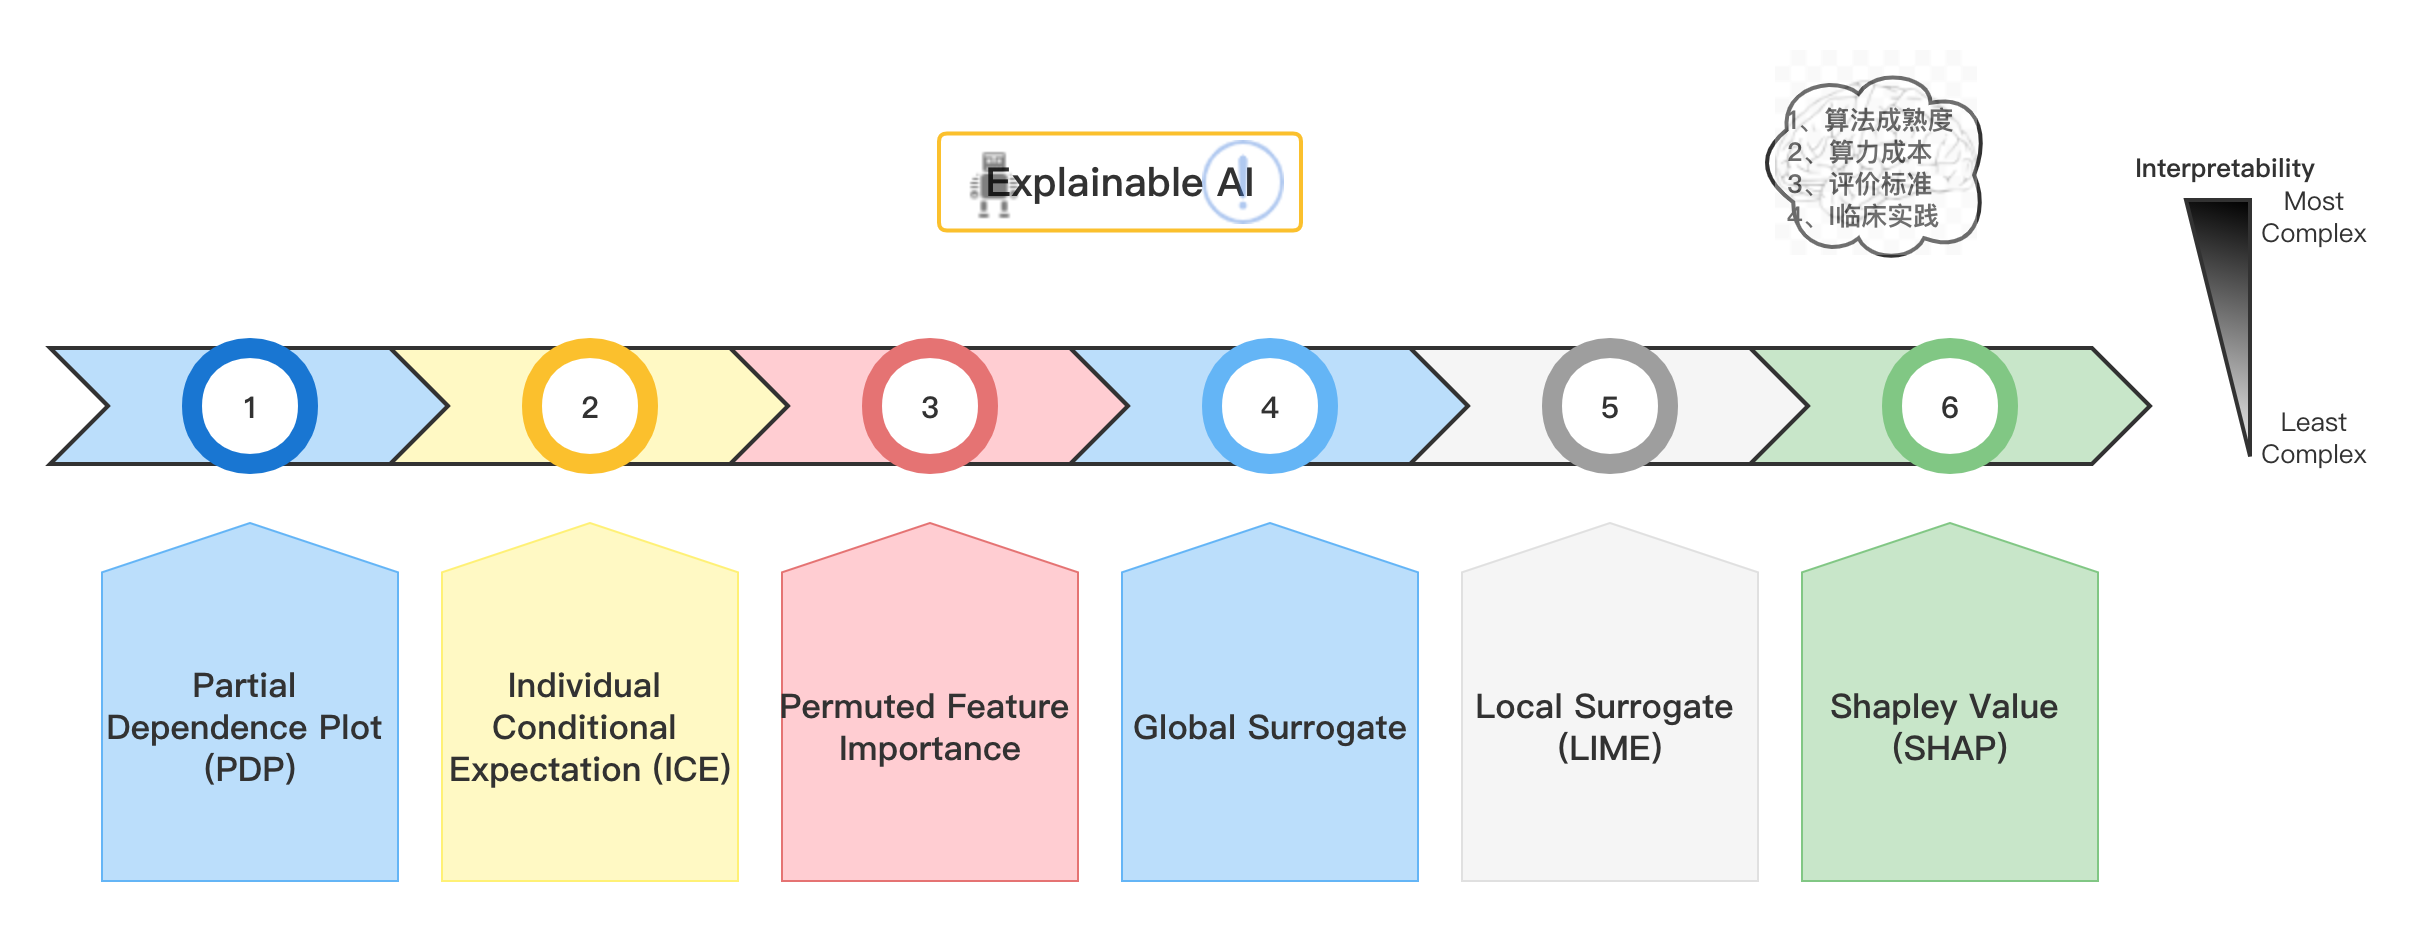 Explainable AI
1、算法成熟度
2、算力成本
3、评价标准
4、I临床实践
Interpretability
Most
Complex
Least
Complex
1
2
3
4
5
6
Partial
Dependence Plot
(PDP)
Individual
Conditional
Expectation (ICE)
Permuted Feature
Importance
Global Surrogate
Local Surrogate
(LIME)
Shapley Value
(SHAP)